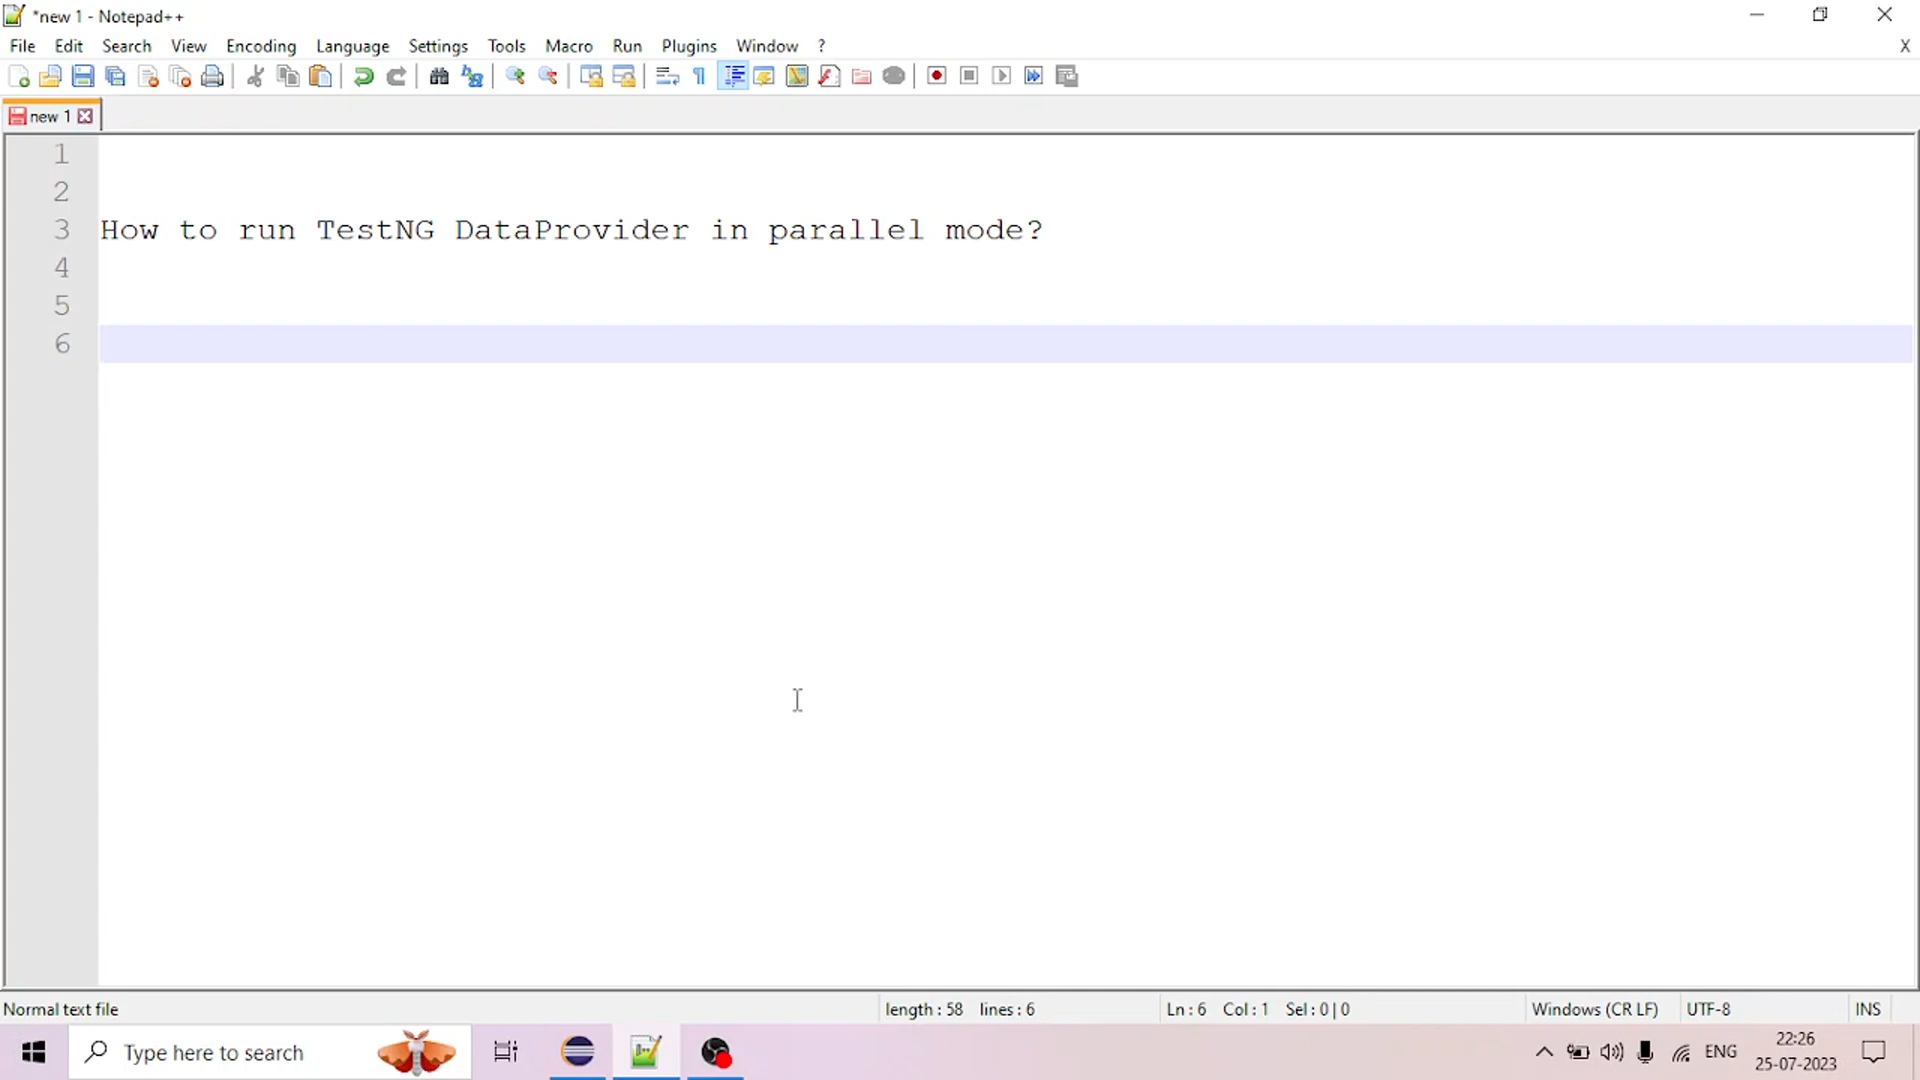 *new 1 - Notepad++
File Edit Search View Encoding Language Settings Tools Macro Run Plugins Window ? X
new 1
1
2
3 How to run TestNG DataProvider in parallel mode?
4
5
6
Normal text file length : 58 lines : 6 Ln : 6 Col : 1 Sel : 0 | 0 Windows (CR LF) UTF-8 INS
Type here to search ENG 22:26
25-07-2023